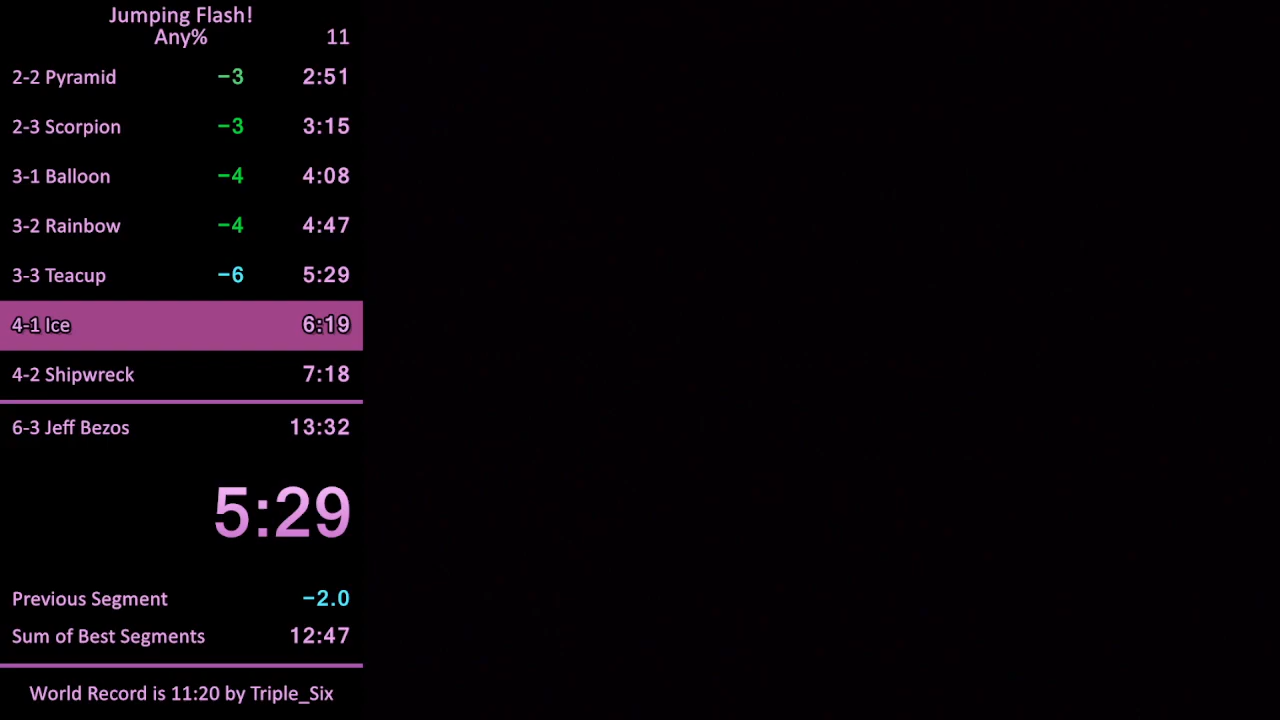 Jumping Flash!
Any% 11
2-2 Pyramid −3 2:51
2-3 Scorpion −3 3:15
3-1 Balloon −4 4:08
3-2 Rainbow −4 4:47
3-3 Teacup −6 5:29
4-1 Ice 6:19
4-2 Shipwreck 7:18
6-3 Jeff Bezos 13:32
5:29
Previous Segment −2.0
Sum of Best Segments 12:47
World Record is 11:20 by Triple_Six